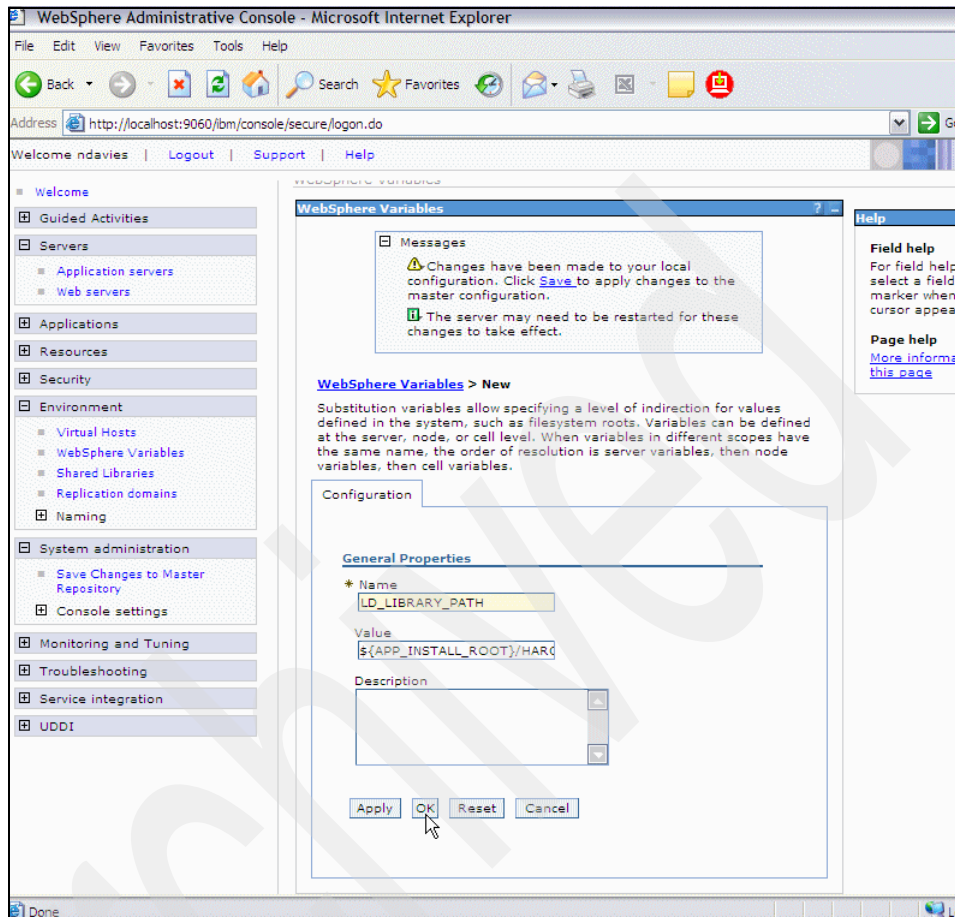 WebSphere Administrative Console - Microsoft Internet Explorer
File Edit View Favorites Tools Help
Back Search Favorites
Address http://localhost:9060/ibm/console/secure/logon.do
Welcome ndavies | Logout | Support | Help
WebSphere Variables
Welcome
Guided Activities
Servers
Application servers
Web servers
Applications
Resources
Security
Environment
Virtual Hosts
WebSphere Variables
Shared Libraries
Replication domains
Naming
System administration
Save Changes to Master
Repository
Console settings
Monitoring and Tuning
Troubleshooting
Service integration
UDDI
WebSphere Variables ? -
Messages
Changes have been made to your local
configuration. Click Save to apply changes to the
master configuration.
The server may need to be restarted for these
changes to take effect.
WebSphere Variables > New
Substitution variables allow specifying a level of indirection for values
defined in the system, such as filesystem roots. Variables can be defined
at the server, node, or cell level. When variables in different scopes have
the same name, the order of resolution is server variables, then node
variables, then cell variables.
Configuration
General Properties
* Name
LD_LIBRARY_PATH
Value
${APP_INSTALL_ROOT}/HAR
Description
Apply OK Reset Cancel
Help
Field help
For field help
select a field
marker when
cursor appea
Page help
More informa
this page
Done
Archived